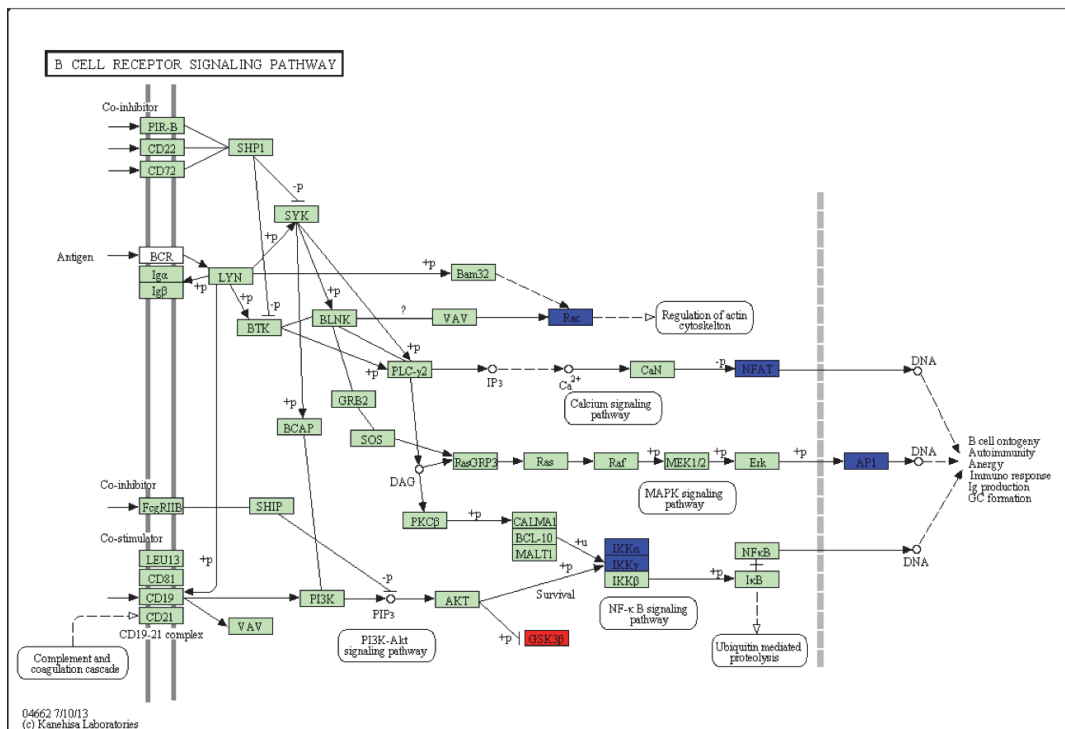 B CELL RECEPTOR SIGNALING PATHWAY
Co-inhibitor
PIR-B
CD22
CD72
SHP1
-p
SYK
+p
Antigen
BCR
Igα
Igβ
+p
LYN
+p
+p
Bam32
-p
BTK
+p
BLNK
?
VAV
Rac
Regulation of actin
cytoskelton
+p
+p
PLC-γ2
IP3
Ca2+
CaN
-p
NFAT
DNA
Calcium signaling
pathway
GRB2
+p
BCAP
SOS
DAG
RasGRP3
Ras
Raf
+p
MEK1/2
+p
Erk
+p
AP1
DNA
MAPK signaling
pathway
B cell ontogeny
Autoimmunity
Anergy
Immuno response
Ig production
GC formation
Co-inhibitor
FcgRIIB
SHIP
PKCβ
+p
CALMA1
BCL-10
MALT1
+u
IKKα
IKKγ
IKKβ
+p
NFκB
IκB
DNA
Co-stimulator
LEU13
CD81
CD19
CD21
+p
CD19-21 complex
VAV
PI3K
-p
PIP3
AKT
+p
Survival
+p
GSK3β
PI3K-Akt
signaling pathway
NF-κ B signaling
pathway
Ubiquitin mediated
proteolysis
Complement and
coagulation cascade
04662 7/10/13
(c) Kanehisa Laboratories